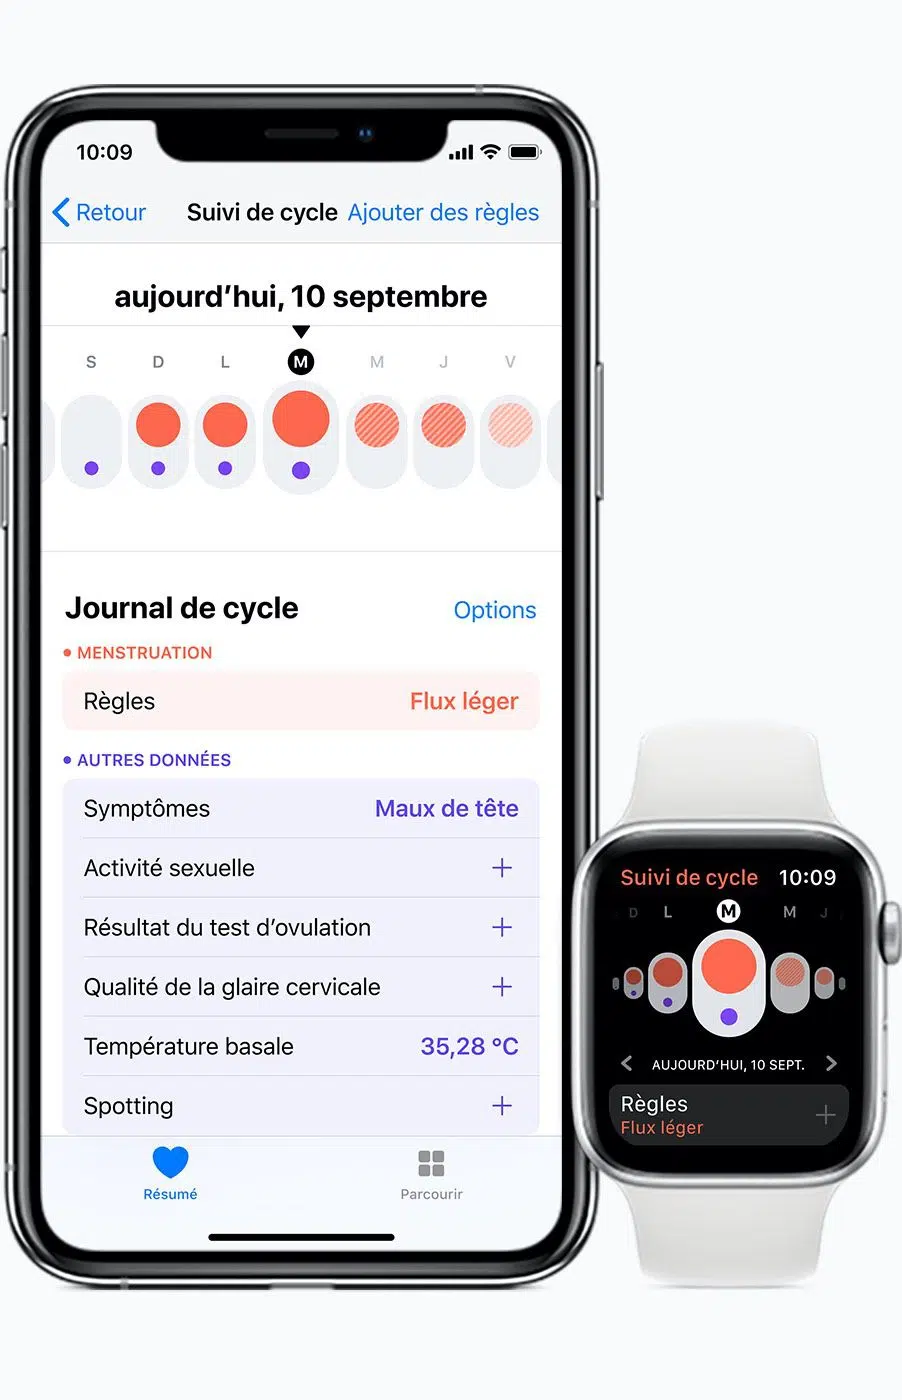 10:09
Retour Suivi de cycle Ajouter des règles
aujourd’hui, 10 septembre
S D L M M J V
Journal de cycle Options
MENSTRUATION
Règles Flux léger
AUTRES DONNÉES
Symptômes Maux de tête
Activité sexuelle +
Résultat du test d’ovulation +
Qualité de la glaire cervicale +
Température basale 35,28 °C
Spotting +
Résumé Parcourir
Suivi de cycle 10:09
D L M M J
AUJOURD’HUI, 10 SEPT.
Règles +
Flux léger